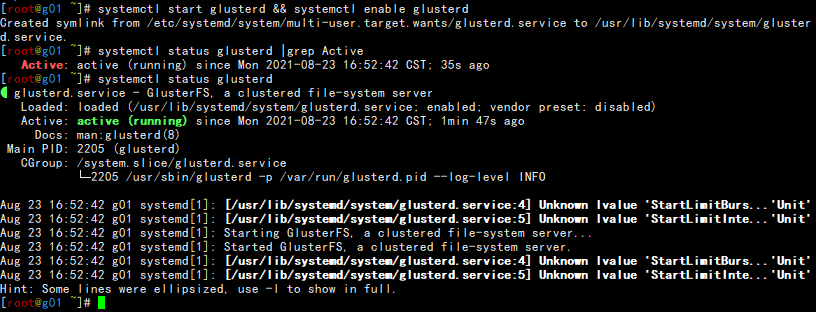 [root@g01 ~]# systemctl start glusterd && systemctl enable glusterd
Created symlink from /etc/systemd/system/multi-user.target.wants/glusterd.service to /usr/lib/systemd/system/gluster
d.service.
[root@g01 ~]# systemctl status glusterd |grep Active
Active: active (running) since Mon 2021-08-23 16:52:42 CST; 35s ago
[root@g01 ~]# systemctl status glusterd
● glusterd.service - GlusterFS, a clustered file-system server
Loaded: loaded (/usr/lib/systemd/system/glusterd.service; enabled; vendor preset: disabled)
Active: active (running) since Mon 2021-08-23 16:52:42 CST; 1min 47s ago
Docs: man:glusterd(8)
Main PID: 2205 (glusterd)
CGroup: /system.slice/glusterd.service
└─2205 /usr/sbin/glusterd -p /var/run/glusterd.pid --log-level INFO
Aug 23 16:52:42 g01 systemd[1]: [/usr/lib/systemd/system/glusterd.service:4] Unknown lvalue 'StartLimitBurs...'Unit'
Aug 23 16:52:42 g01 systemd[1]: [/usr/lib/systemd/system/glusterd.service:5] Unknown lvalue 'StartLimitInte...'Unit'
Aug 23 16:52:42 g01 systemd[1]: Starting GlusterFS, a clustered file-system server...
Aug 23 16:52:42 g01 systemd[1]: Started GlusterFS, a clustered file-system server.
Aug 23 16:52:42 g01 systemd[1]: [/usr/lib/systemd/system/glusterd.service:4] Unknown lvalue 'StartLimitBurs...'Unit'
Aug 23 16:52:42 g01 systemd[1]: [/usr/lib/systemd/system/glusterd.service:5] Unknown lvalue 'StartLimitInte...'Unit'
Hint: Some lines were ellipsized, use -l to show in full.
[root@g01 ~]#